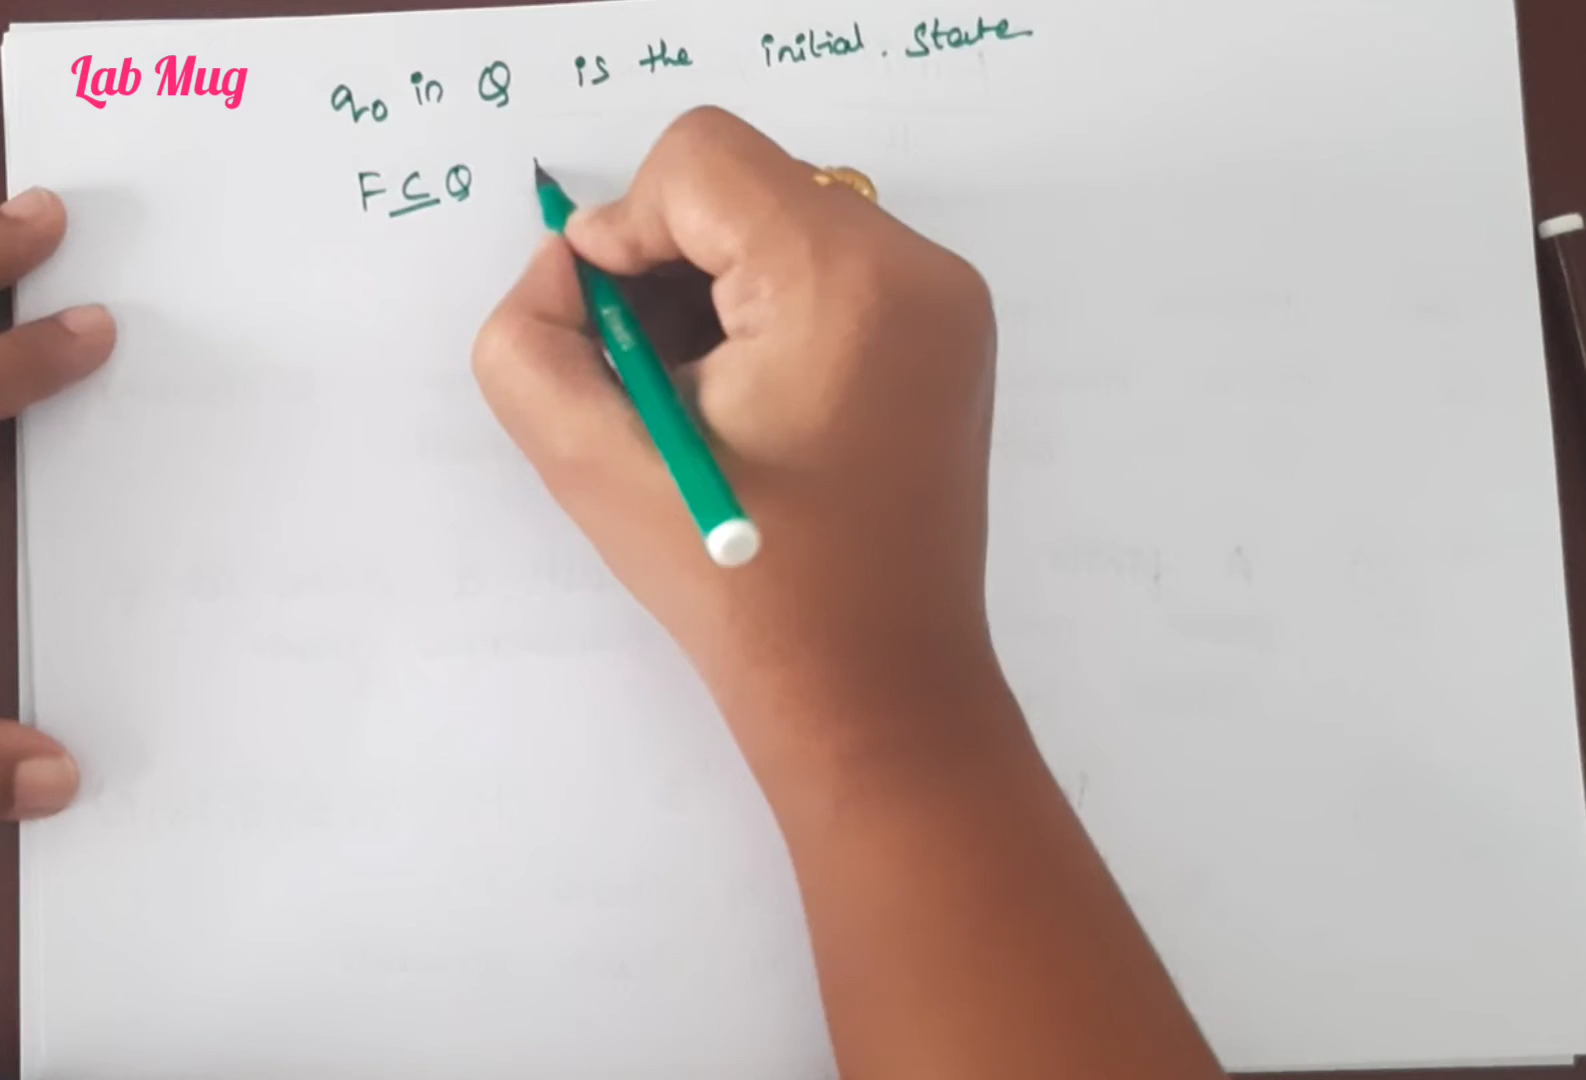 Lab Mug
q0 in Q is the initial. state
F ⊆ Q